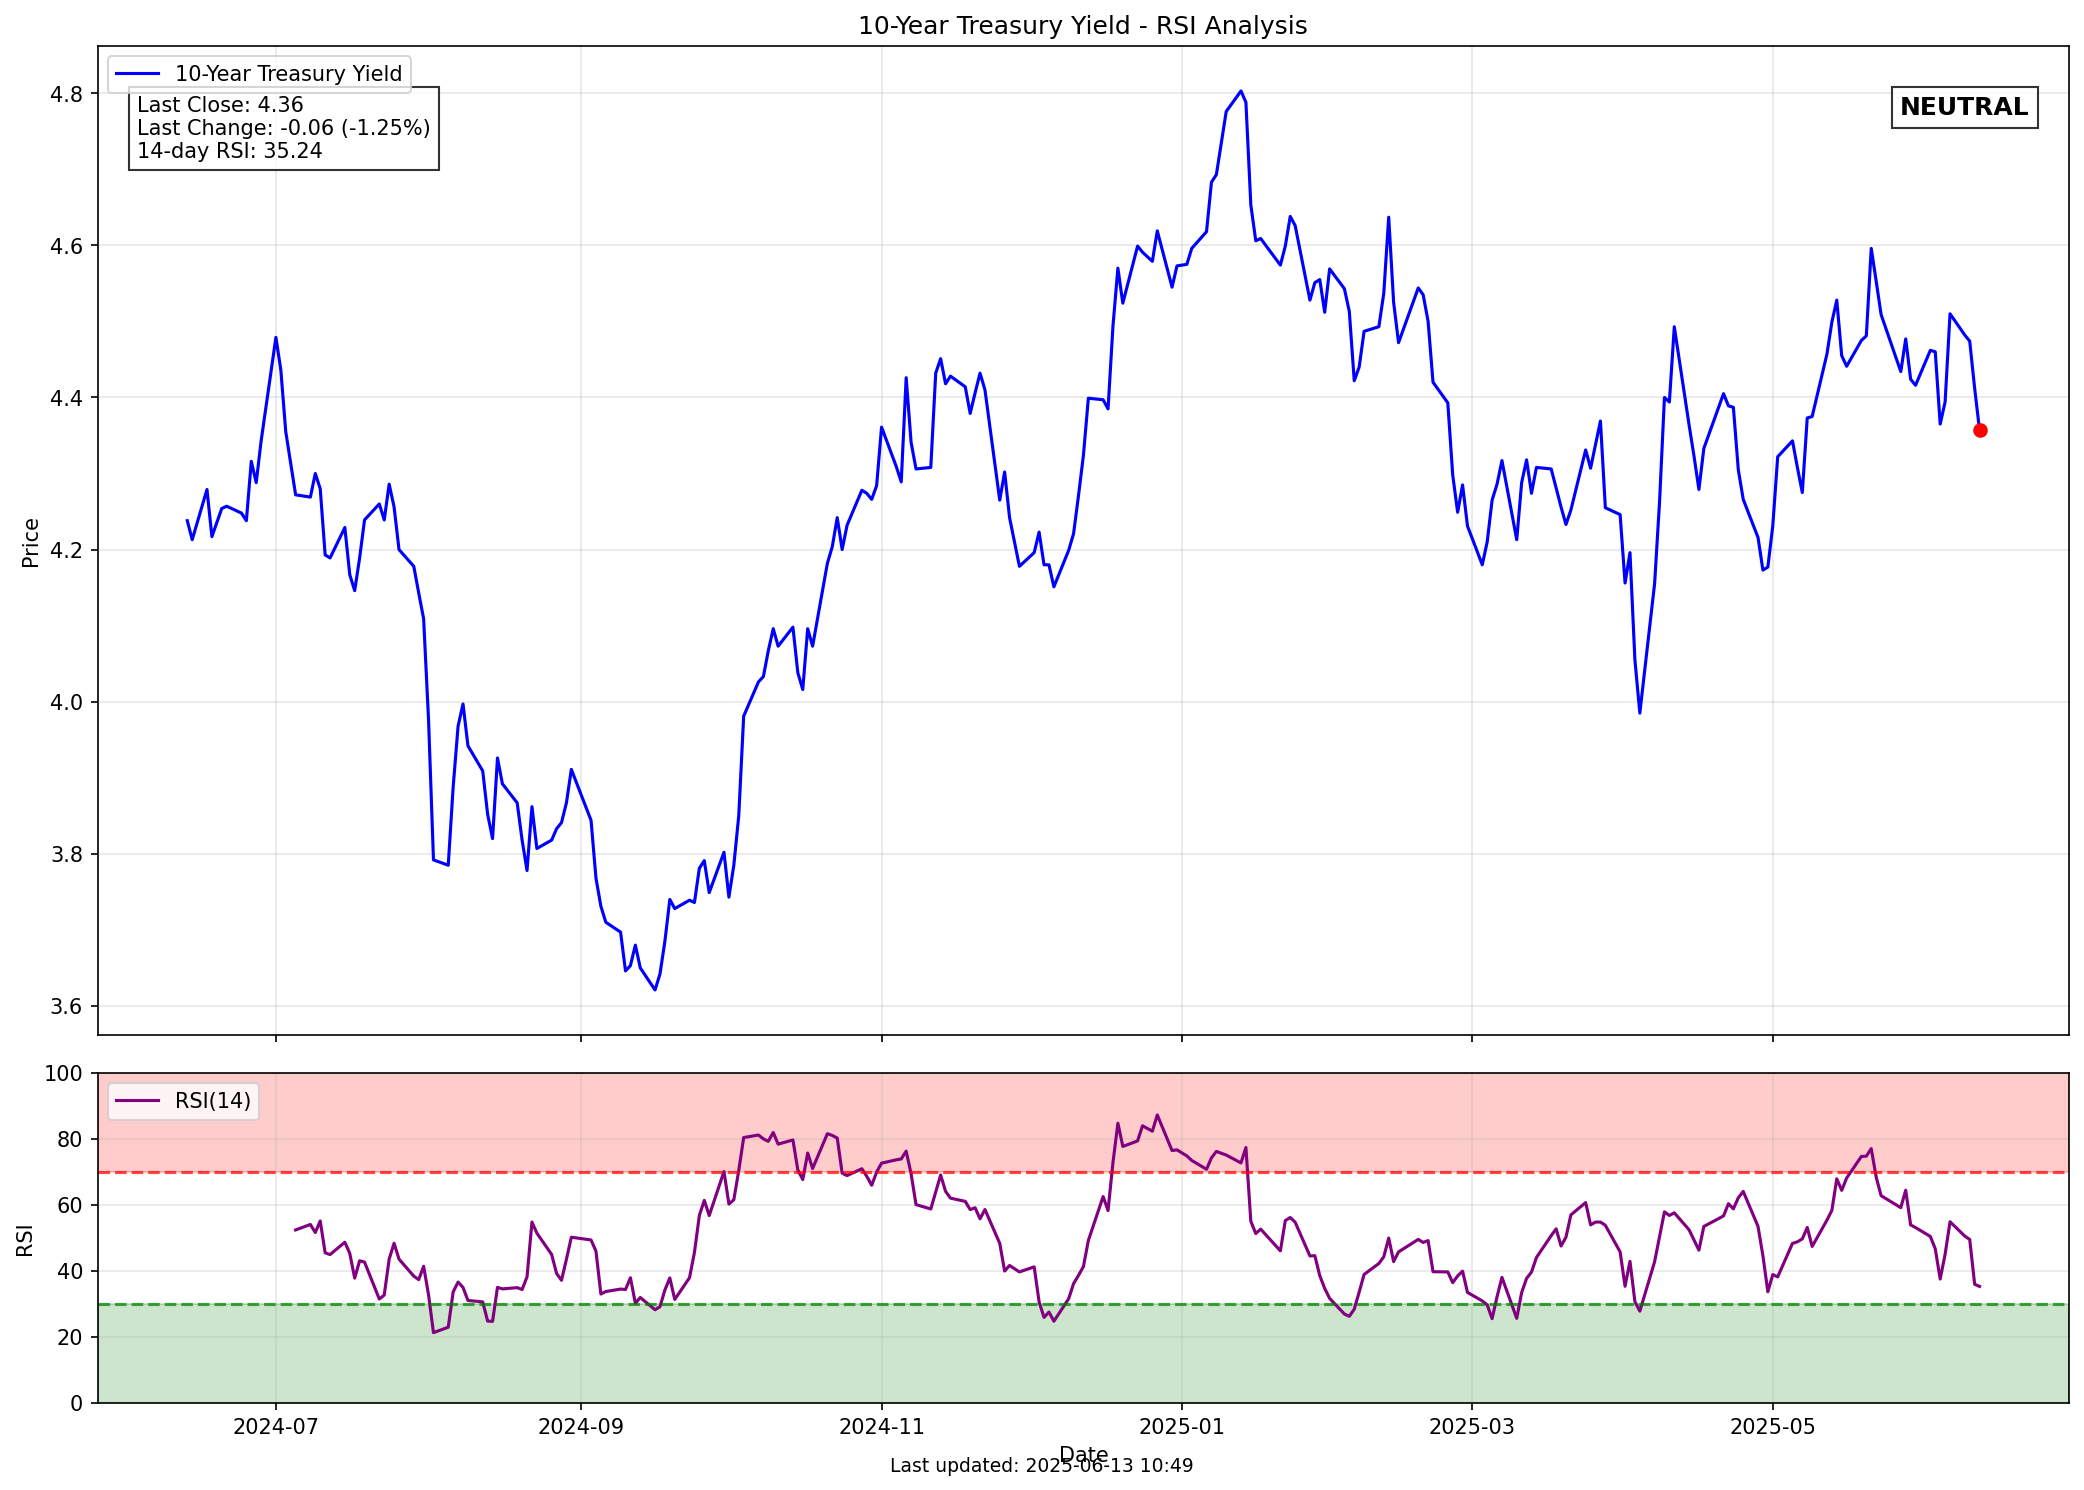 10-Year Treasury Yield - RSI Analysis
10-Year Treasury Yield
Last Close: 4.36
Last Change: -0.06 (-1.25%)
14-day RSI: 35.24
NEUTRAL
Price
4.8
4.6
4.4
4.2
4.0
3.8
3.6
RSI(14)
RSI
100
80
60
40
20
0
2024-07
2024-09
2024-11
2025-01
2025-03
2025-05
Date
Last updated: 2025-06-13 10:49